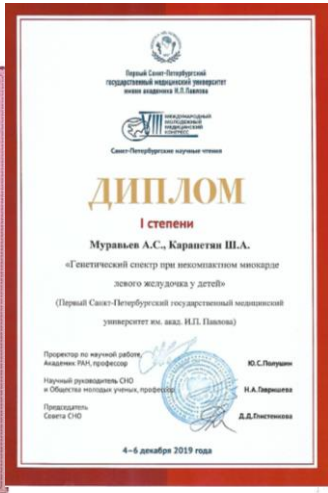 Первый Санкт-Петербургский
государственный медицинский университет
имени академика И.П.Павлова
VIII МЕЖДУНАРОДНЫЙ
МОЛОДЕЖНЫЙ
МЕДИЦИНСКИЙ
КОНГРЕСС
Санкт-Петербургские научные чтения
ДИПЛОМ
I степени
Муравьев А.С., Карапетян Ш.А.
«Генетический спектр при некомпактном миокарде
левого желудочка у детей»
(Первый Санкт-Петербургский государственный медицинский
университет им. акад. И.П. Павлова)
Проректор по научной работе,
Академик РАН, профессор Ю.С.Полушин
Научный руководитель СНО
и Общества молодых ученых, профессор Н.А.Гавришева
Председатель
Совета СНО Д.Д.Глистенкова
4–6 декабря 2019 года